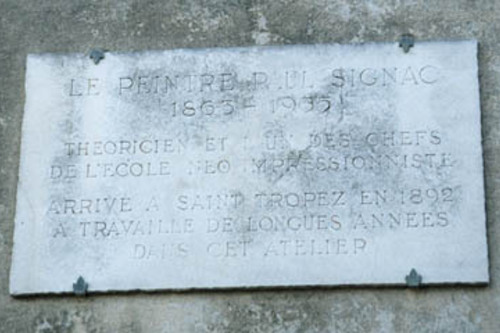 LE PEINTRE PAUL SIGNAC
(1863 - 1935)
THEORICIEN ET L'UN DES CHEFS
DE L'ECOLE NEO IMPRESSIONNISTE
ARRIVE A SAINT TROPEZ EN 1892
A TRAVAILLE DE LONGUES ANNEES
DANS CET ATELIER